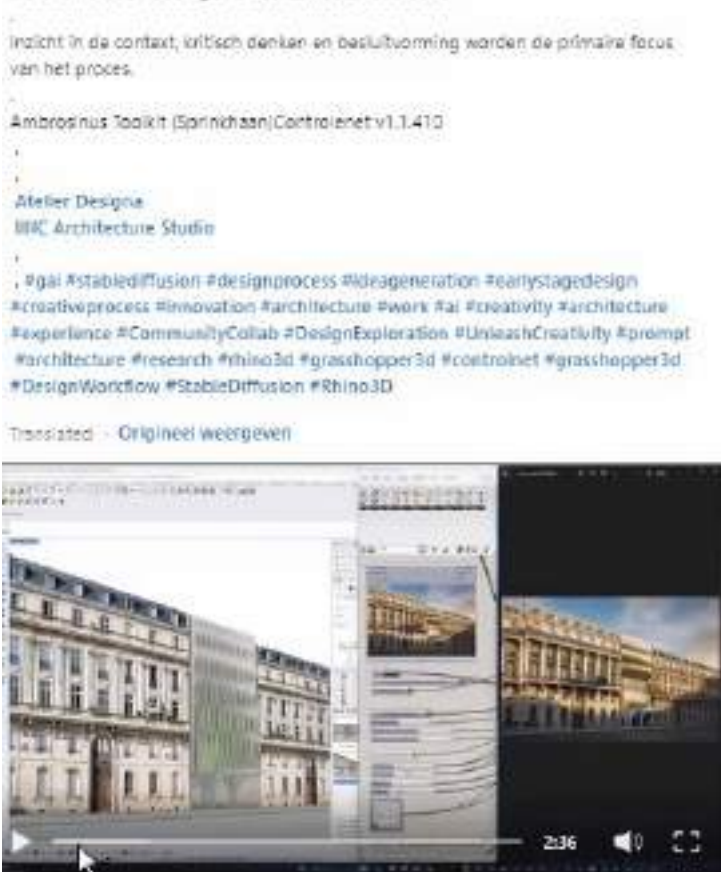 Inzicht in de context, kritisch denken en besluitvorming worden de primaire focus
van het proces.
.
Ambrosinus Toolkit (Sprinkhaan)Controlenet v1.1.410
.
.
Atelier Designa
Architecture Studio
.
. #gai #stablediffusion #designprocess #ideageneration #earlystagedesign
#creativeprocess #innovation #architecture #work #ai #creativity #architecture
#experience #CommunityCollab #DesignExploration #UnleashCreativity #prompt
#architecture #research #rhino3d #grasshopper3d #controlnet #grasshopper3d
#DesignWorkflow #StableDiffusion #Rhino3D
Translated · Origineel weergeven
2:36